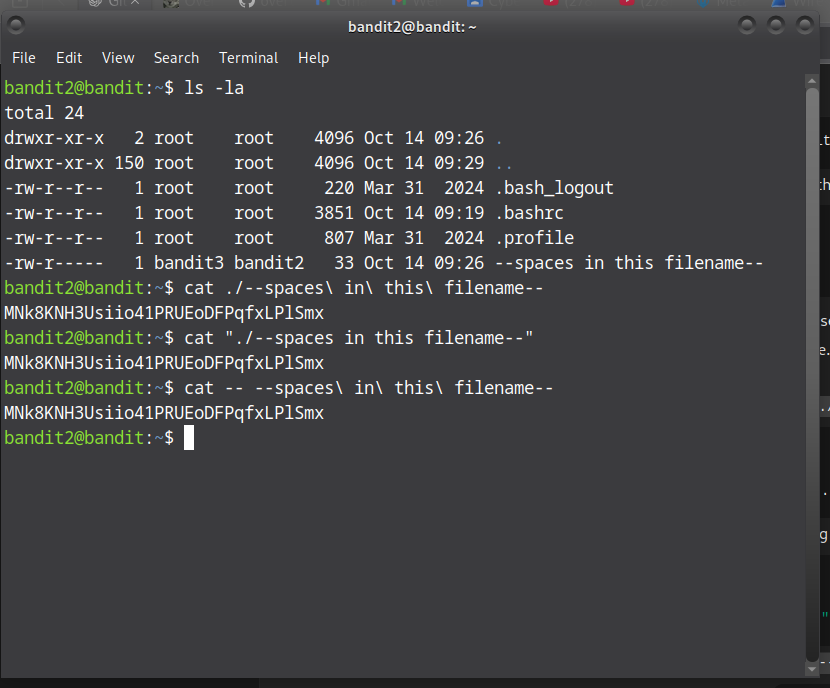 bandit2@bandit: ~
File Edit View Search Terminal Help
bandit2@bandit:~$ ls -la
total 24
drwxr-xr-x   2 root    root    4096 Oct 14 09:26 .
drwxr-xr-x 150 root    root    4096 Oct 14 09:29 ..
-rw-r--r--   1 root    root     220 Mar 31  2024 .bash_logout
-rw-r--r--   1 root    root    3851 Oct 14 09:19 .bashrc
-rw-r--r--   1 root    root     807 Mar 31  2024 .profile
-rw-r-----   1 bandit3 bandit2   33 Oct 14 09:26 --spaces in this filename--
bandit2@bandit:~$ cat ./--spaces\ in\ this\ filename--
MNk8KNH3Usiio41PRUEoDFPqfxLPlSmx
bandit2@bandit:~$ cat "./--spaces in this filename--"
MNk8KNH3Usiio41PRUEoDFPqfxLPlSmx
bandit2@bandit:~$ cat -- --spaces\ in\ this\ filename--
MNk8KNH3Usiio41PRUEoDFPqfxLPlSmx
bandit2@bandit:~$